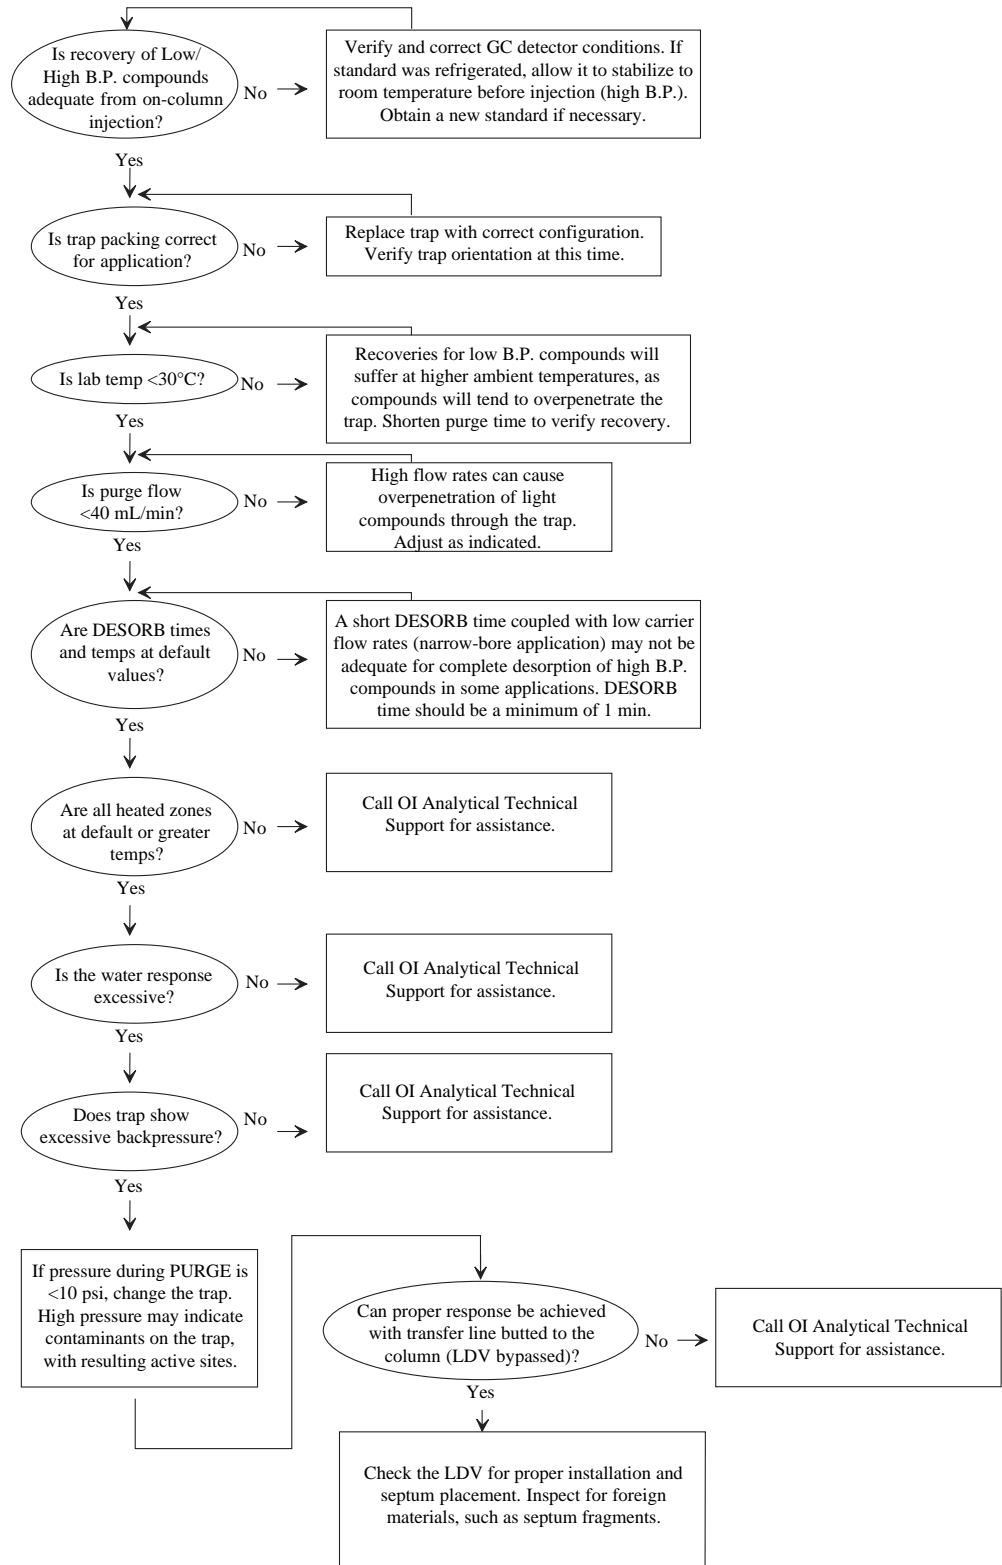 Is recovery of Low/
High B.P. compounds
adequate from on-column
injection?
No
Verify and correct GC detector conditions. If
standard was refrigerated, allow it to stabilize to
room temperature before injection (high B.P.).
Obtain a new standard if necessary.
Yes
Is trap packing correct
for application?
No
Replace trap with correct configuration.
Verify trap orientation at this time.
Yes
Is lab temp <30°C?
No
Recoveries for low B.P. compounds will
suffer at higher ambient temperatures, as
compounds will tend to overpenetrate the
trap. Shorten purge time to verify recovery.
Yes
Is purge flow
<40 mL/min?
No
High flow rates can cause
overpenetration of light
compounds through the trap.
Adjust as indicated.
Yes
Are DESORB times
and temps at default
values?
No
A short DESORB time coupled with low carrier
flow rates (narrow-bore application) may not be
adequate for complete desorption of high B.P.
compounds in some applications. DESORB
time should be a minimum of 1 min.
Yes
Are all heated zones
at default or greater
temps?
No
Call OI Analytical Technical
Support for assistance.
Yes
Is the water response
excessive?
No
Call OI Analytical Technical
Support for assistance.
Yes
Does trap show
excessive backpressure?
No
Call OI Analytical Technical
Support for assistance.
Yes
If pressure during PURGE is
<10 psi, change the trap.
High pressure may indicate
contaminants on the trap,
with resulting active sites.
Can proper response be achieved
with transfer line butted to the
column (LDV bypassed)?
No
Call OI Analytical Technical
Support for assistance.
Yes
Check the LDV for proper installation and
septum placement. Inspect for foreign
materials, such as septum fragments.